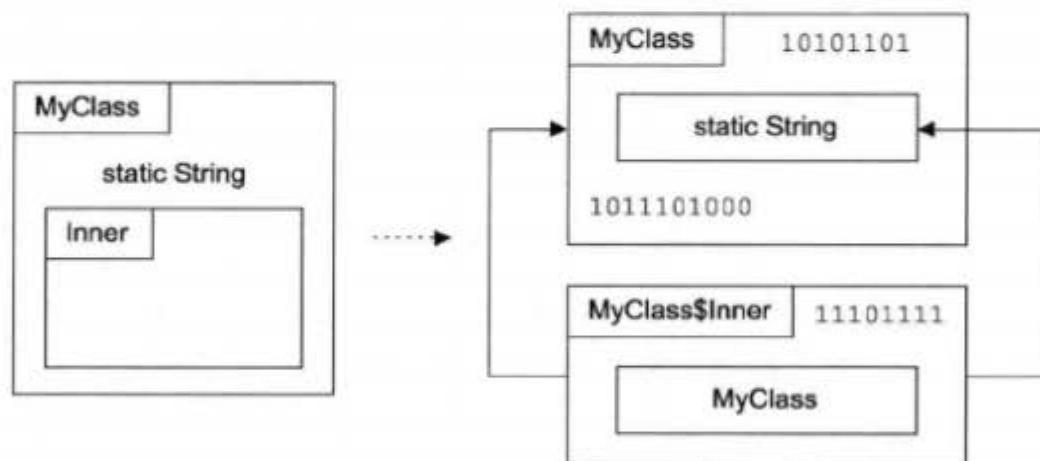 MyClass
static String
Inner
MyClass
10101101
static String
1011101000
MyClass$Inner
11101111
MyClass